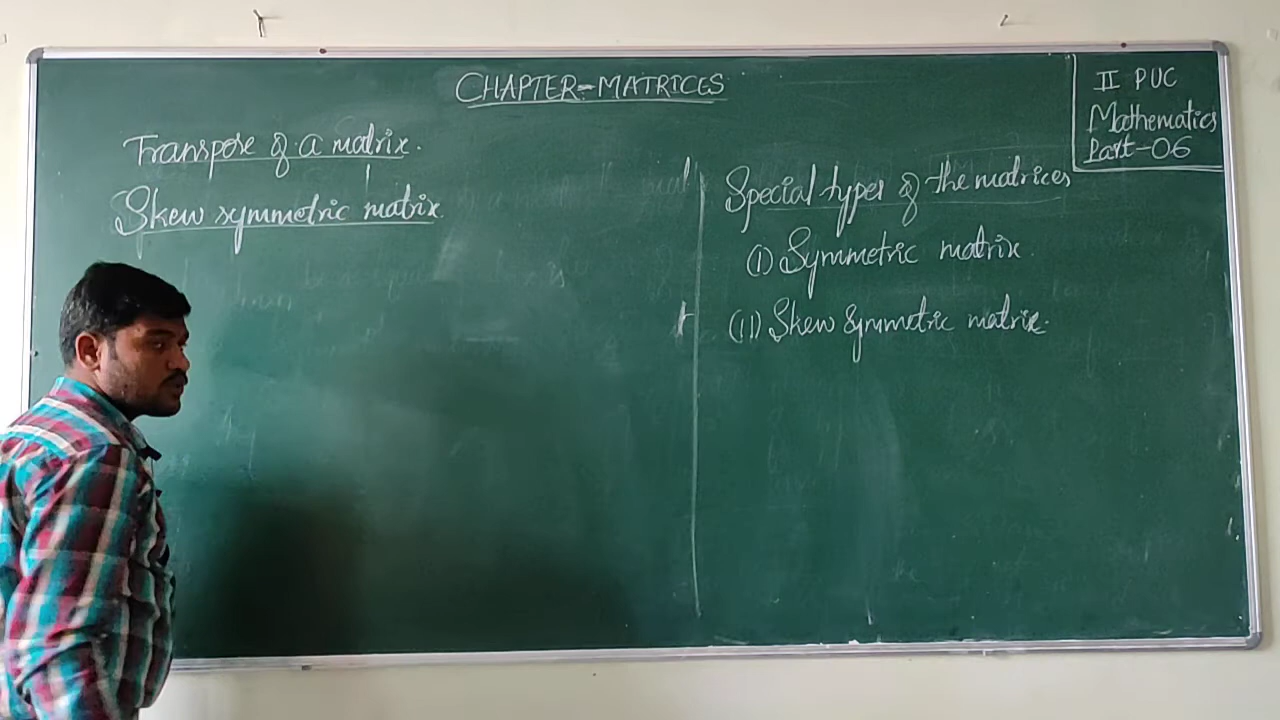 CHAPTER-MATRICES
II PUC
Mathematics
Part-06
Transpose of a matrix.
Skew symmetric matrix.
Special types of the matrices
(I) Symmetric matrix.
(II) Skew symmetric matrix.